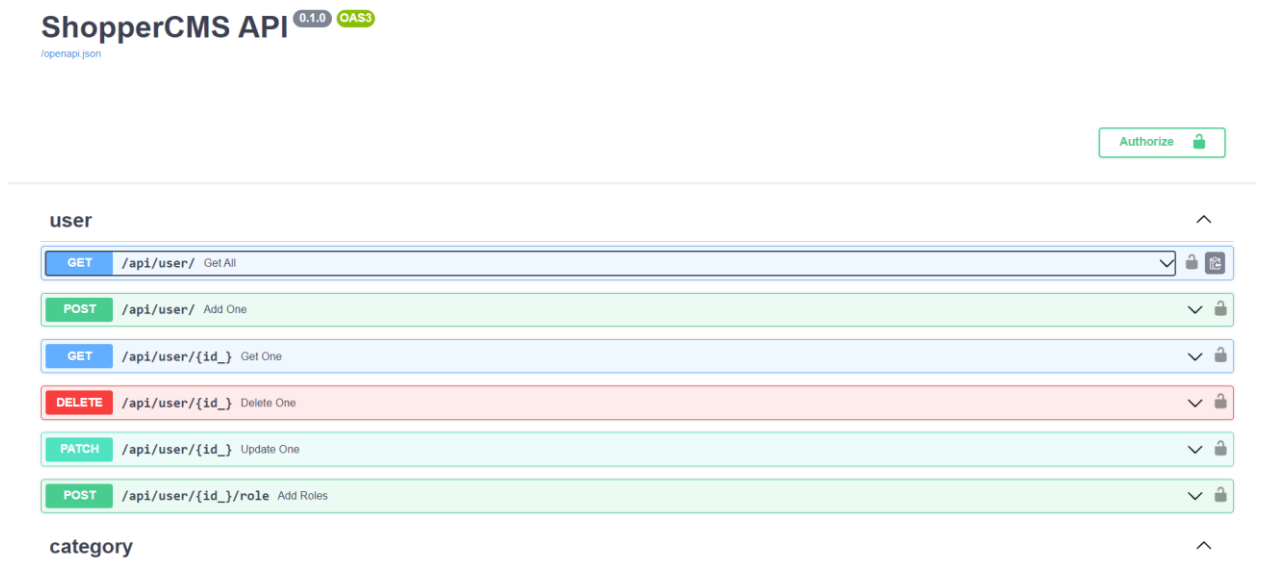 ShopperCMS API 0.1.0 OAS3
/openapi.json
Authorize
user
GET /api/user/ Get All
POST /api/user/ Add One
GET /api/user/{id_} Get One
DELETE /api/user/{id_} Delete One
PATCH /api/user/{id_} Update One
POST /api/user/{id_}/role Add Roles
category